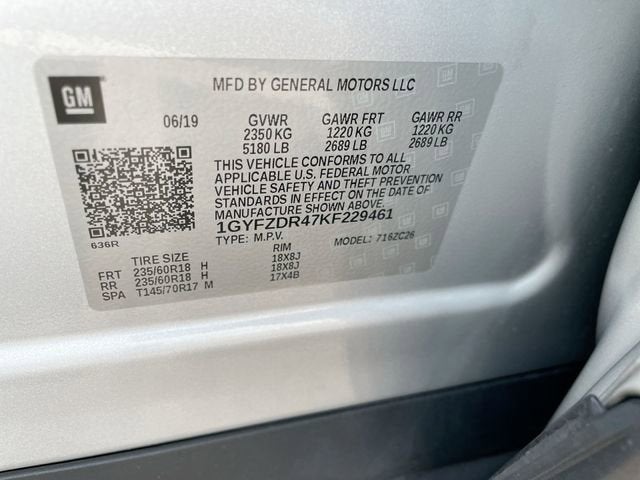 GM
MFD BY GENERAL MOTORS LLC
06/19 GVWR GAWR FRT GAWR RR
2350 KG 1220 KG 1220 KG
5180 LB 2689 LB 2689 LB
THIS VEHICLE CONFORMS TO ALL
APPLICABLE U.S. FEDERAL MOTOR
VEHICLE SAFETY AND THEFT PREVENTION
STANDARDS IN EFFECT ON THE DATE OF
MANUFACTURE SHOWN ABOVE.
1GYFZDR47KF229461
TYPE: M.P.V. MODEL: 716ZC26
636R
TIRE SIZE RIM
FRT 235/60R18 H 18X8J
RR 235/60R18 H 18X8J
SPA T145/70R17 M 17X4B